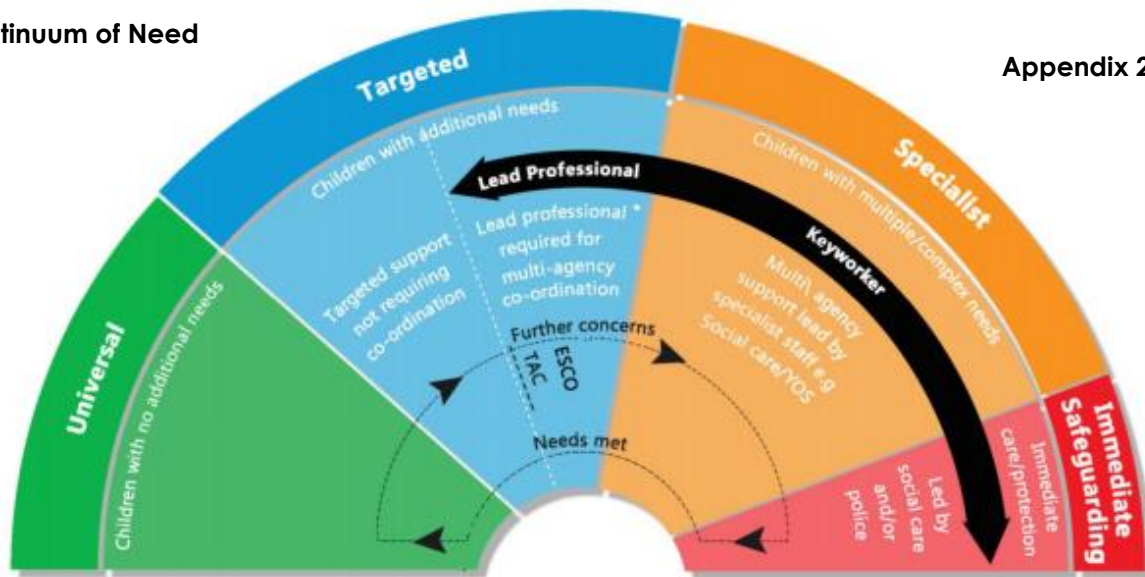 tinuum of Need
Appendix 2
Universal
Targeted
Specialist
Immediate
Safeguarding
Children with no additional needs
Children with additional needs
Children with multiple/complex needs
Immediate
care/protection
Lead Professional
Keyworker
Targeted support
not requiring
co-ordination
Lead professional *
required for
multi-agency
co-ordination
Multi\ agency
support lead by
specialist staff e.g
Social care/YOS
Led by
social care
and/or
police
Further concerns
ESCO
TAC
Needs met